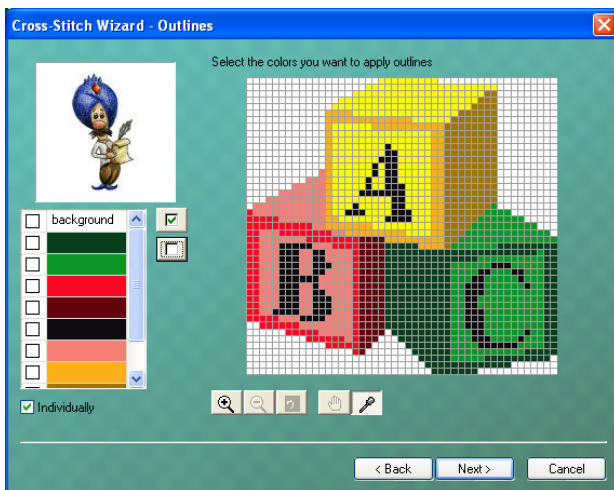 Cross-Stitch Wizard - Outlines
Select the colors you want to apply outlines
A
background
B
C
Individually
< Back
Next >
Cancel